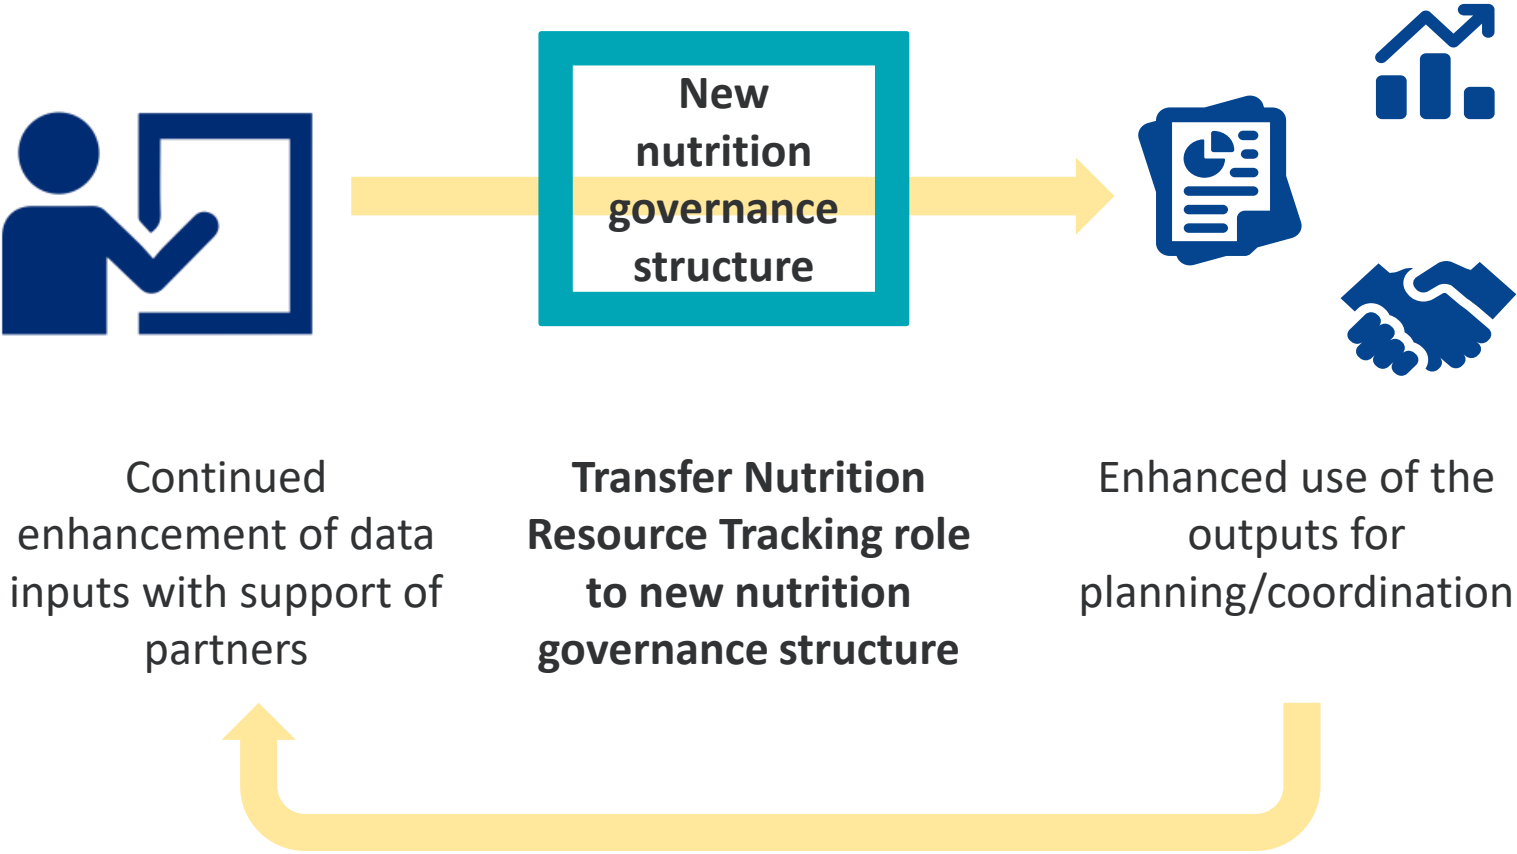 New
nutrition
governance
structure
Continued
enhancement of data
inputs with support of
partners
Transfer Nutrition
Resource Tracking role
to new nutrition
governance structure
Enhanced use of the
outputs for
planning/coordination